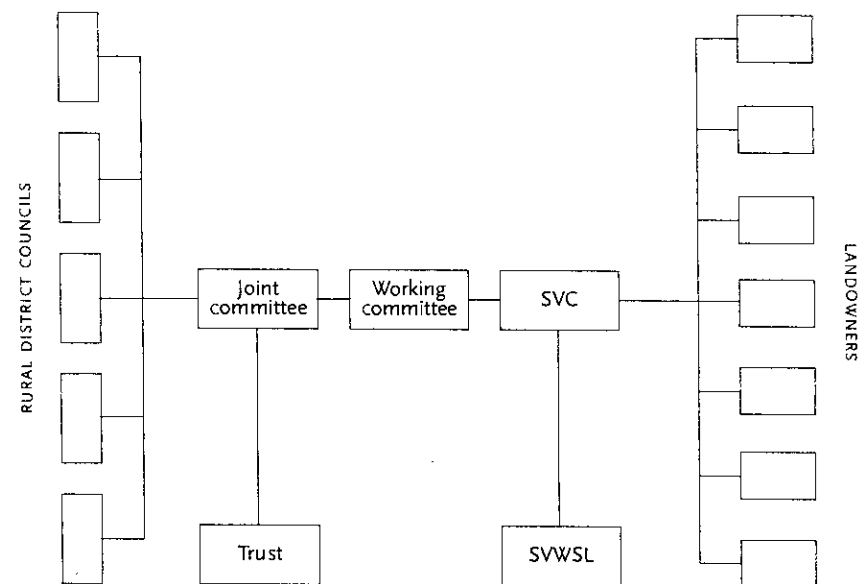 RURAL DISTRICT COUNCILS
Joint
committee
Working
committee
SVC
Trust
SVWSL
LANDOWNERS